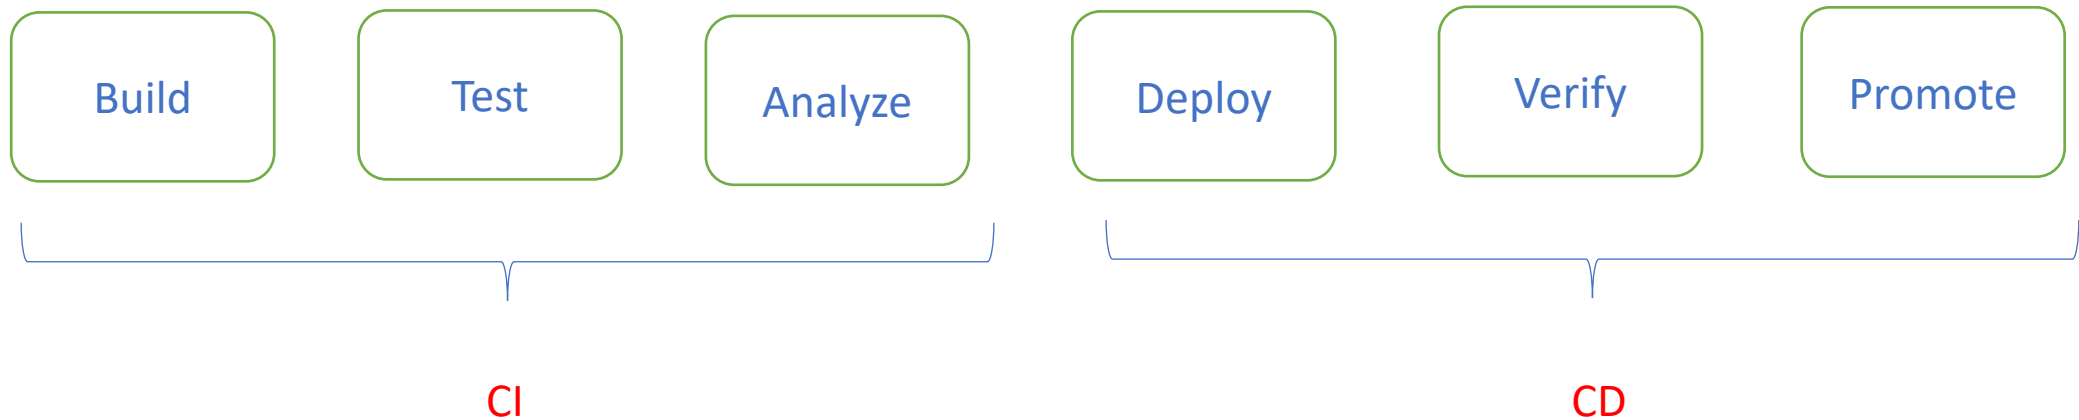 Build
Test
Analyze
Deploy
Verify
Promote
CI
CD